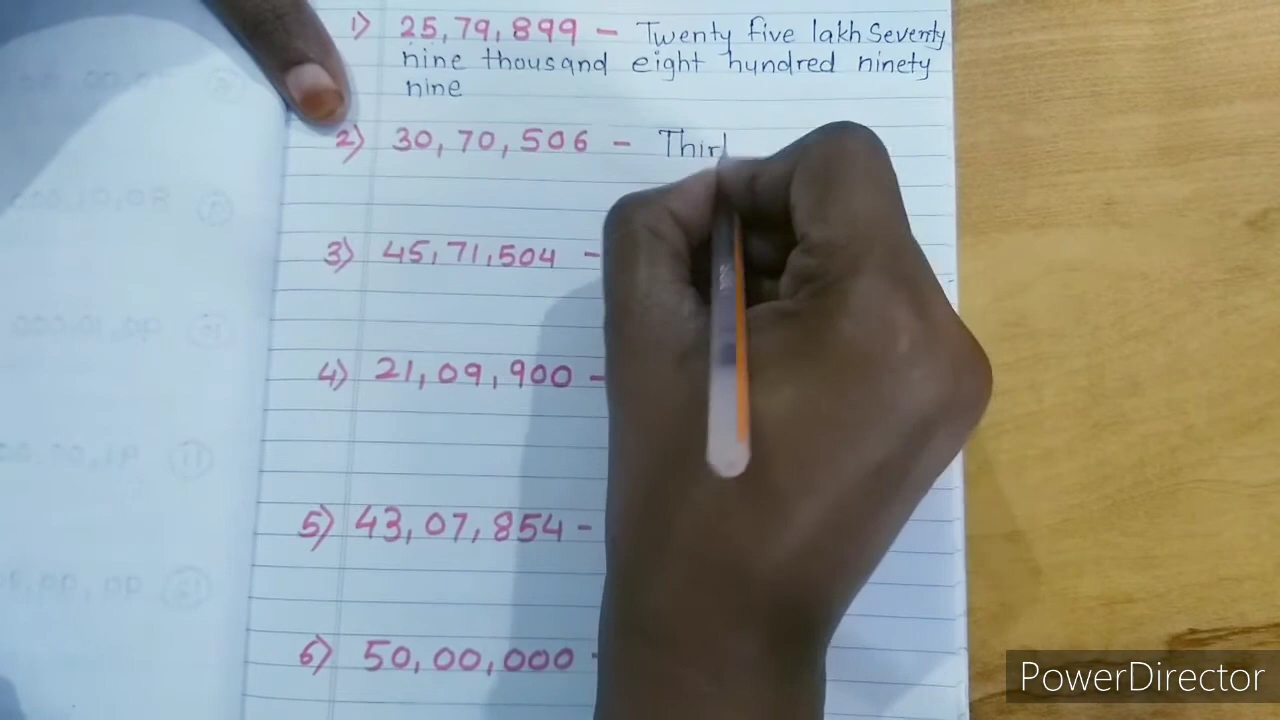 1) 25,79,899 - Twenty five lakh Seventy
nine thousand eight hundred ninety
nine
2) 30,70,506 - Thir
3) 45,71,504 -
4) 21,09,900 -
5) 43,07,854 -
6) 50,00,000 -
PowerDirector